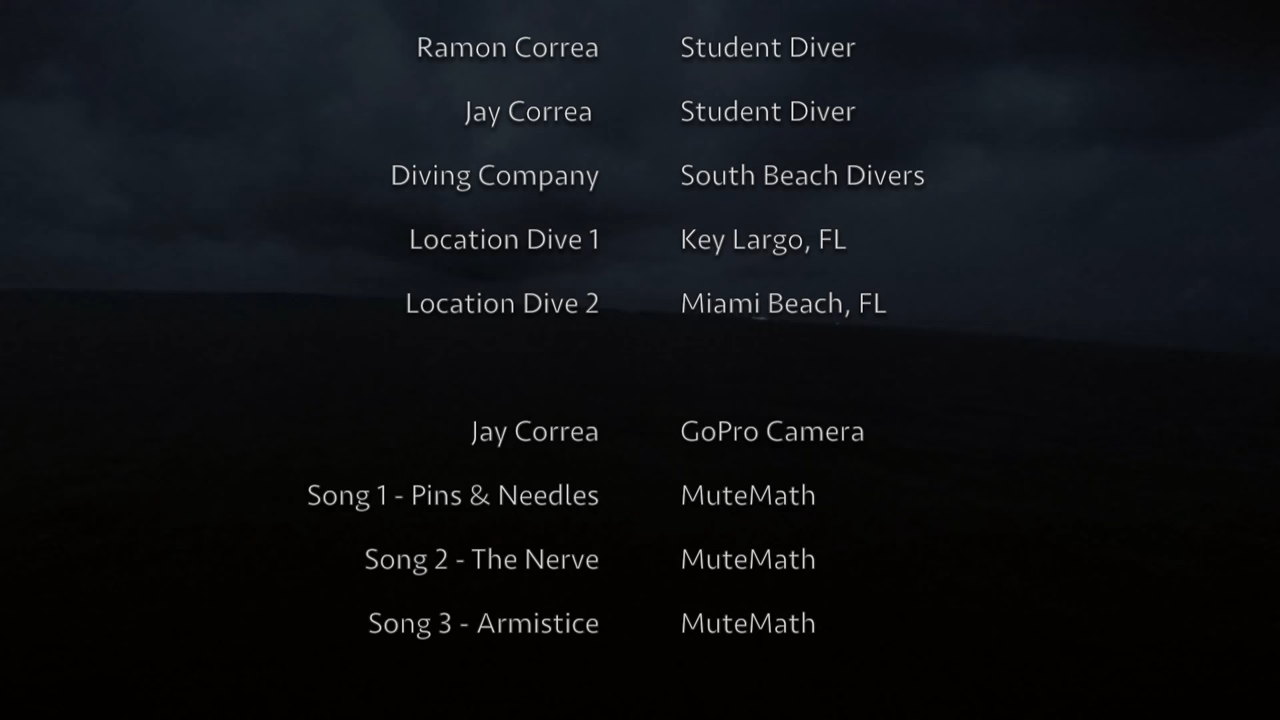 Ramon Correa Student Diver
Jay Correa Student Diver
Diving Company South Beach Divers
Location Dive 1 Key Largo, FL
Location Dive 2 Miami Beach, FL
Jay Correa GoPro Camera
Song 1 - Pins & Needles MuteMath
Song 2 - The Nerve MuteMath
Song 3 - Armistice MuteMath